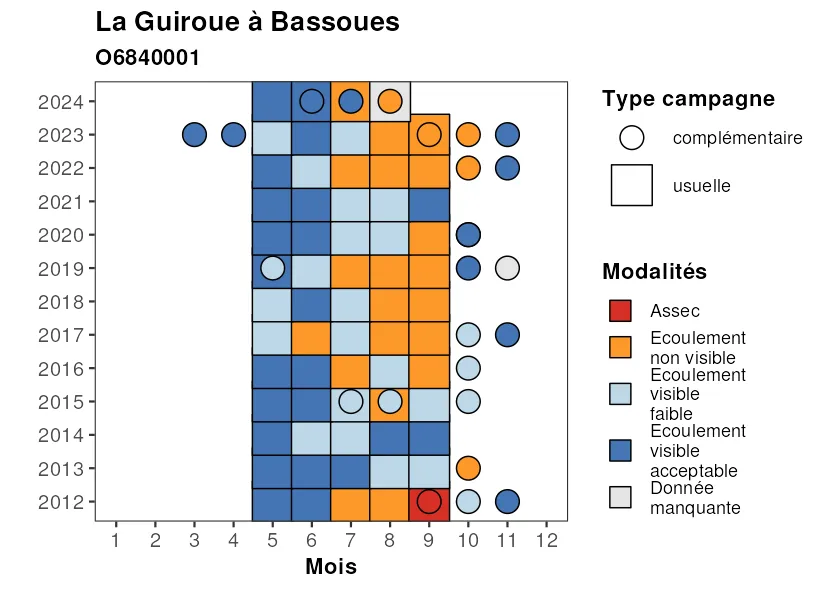 La Guiroue à Bassoues
O6840001
2024
2023
2022
2021
2020
2019
2018
2017
2016
2015
2014
2013
2012
1 2 3 4 5 6 7 8 9 10 11 12
Mois
Type campagne
complémentaire
usuelle
Modalités
Assec
Ecoulement
non visible
Ecoulement
visible
faible
Ecoulement
visible
acceptable
Donnée
manquante